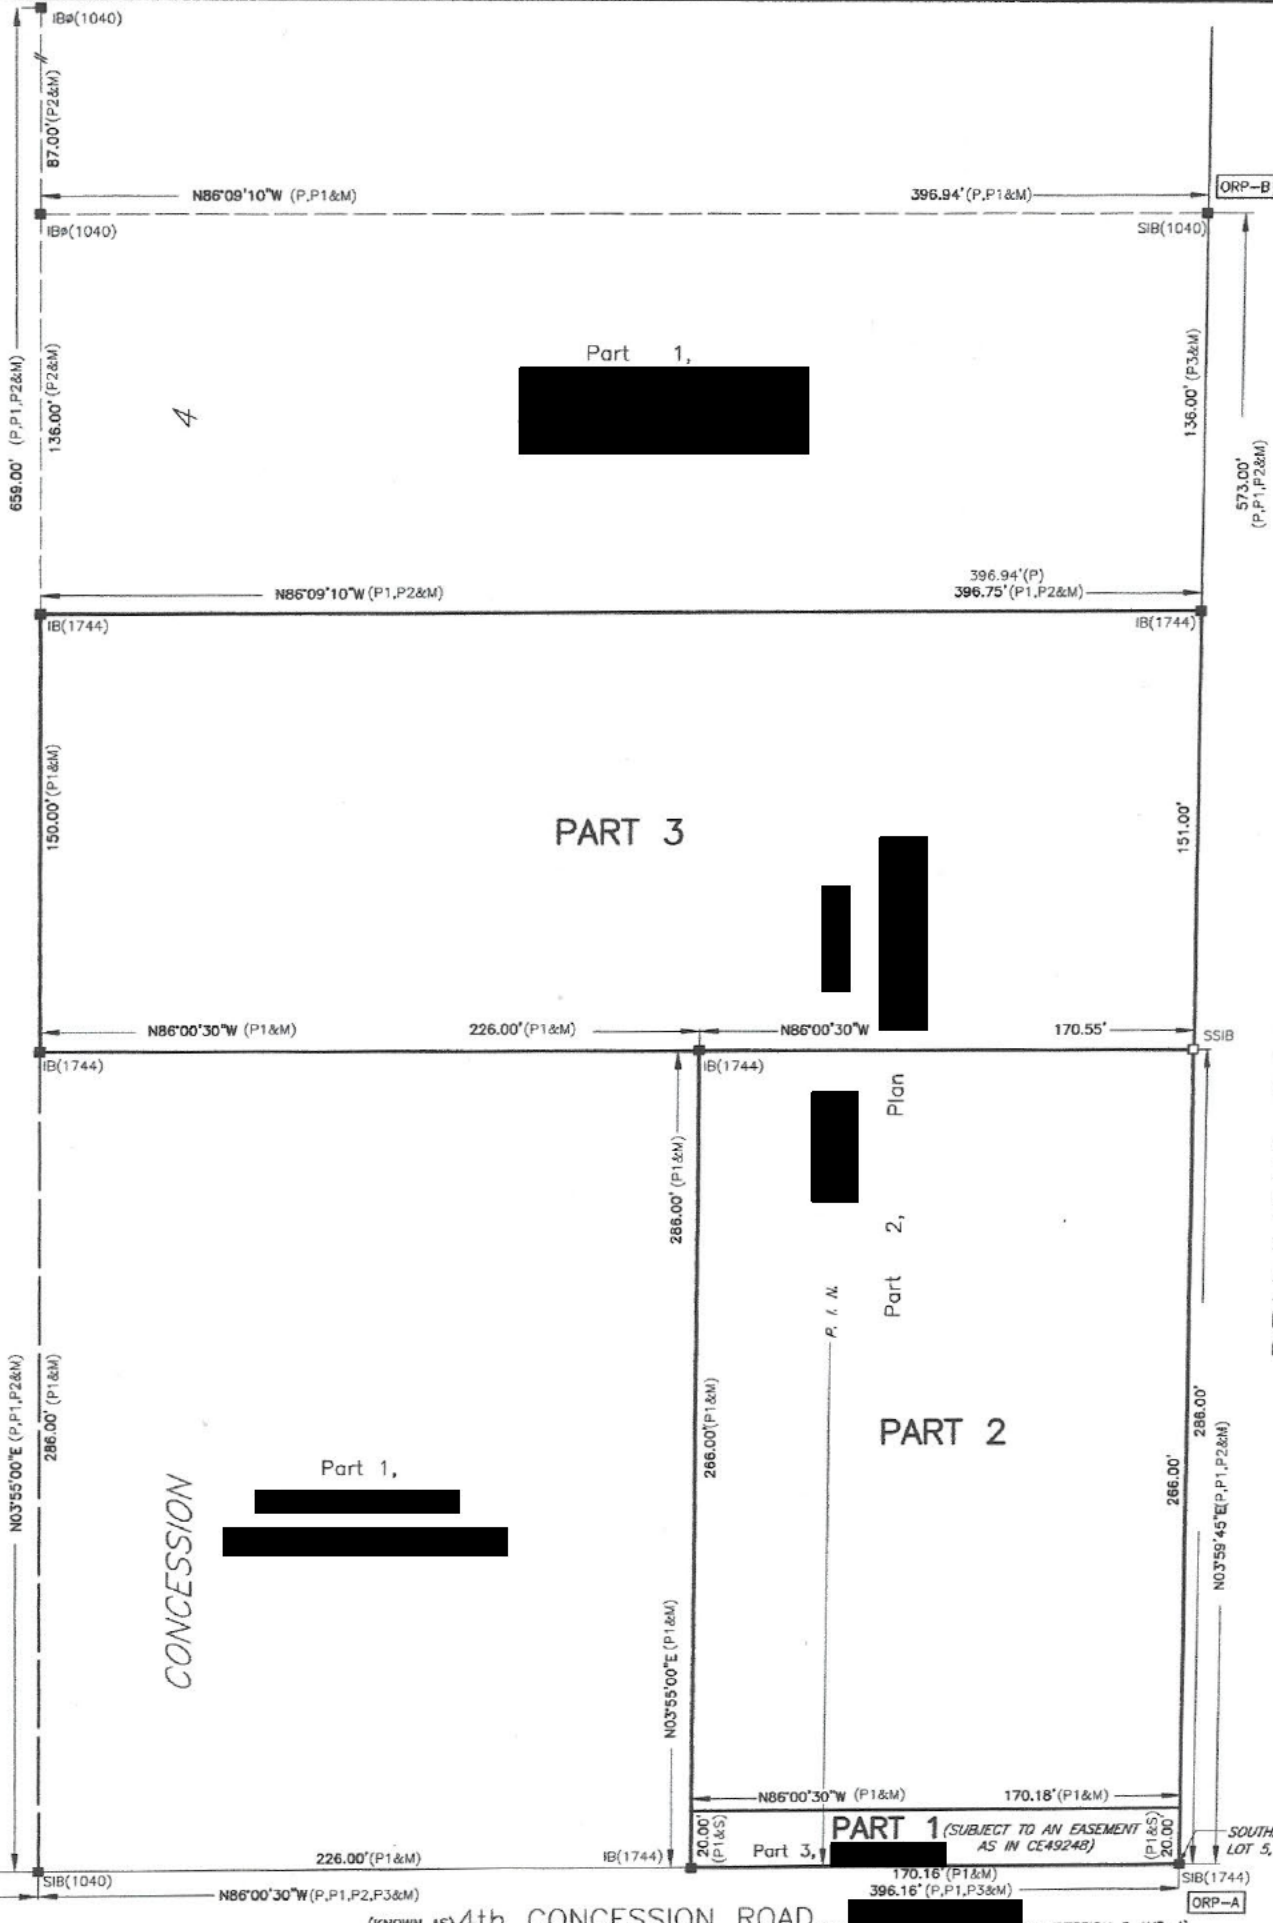 IBø(1040)
87.00'(P2&M)
N86°09'10"W (P,P1&M)
396.94'(P,P1&M)
ORP-B
IBø(1040)
SIB(1040)
659.00' (P,P1,P2&M)
136.00' (P2&M)
4
Part 1,
136.00' (P3&M)
573.00'
(P,P1,P2&M)
N86°09'10"W (P1,P2&M)
396.94'(P)
396.75'(P1,P2&M)
IB(1744)
IB(1744)
150.00'(P1&M)
PART 3
151.00'
N86°00'30"W (P1&M)
226.00'(P1&M)
N86°00'30"W
170.55'
SSIB
IB(1744)
IB(1744)
286.00' (P1&M)
Part 2, Plan
P. I. N.
N03°55'00"E (P,P1,P2&M)
286.00' (P1&M)
CONCESSION
Part 1,
266.00'(P1&M)
PART 2
266.00'
286.00'
N03°59'45"E(P,P1,P2&M)
N03°55'00"E (P1&M)
N86°00'30"W (P1&M)
170.18'(P1&M)
20.00'
(P1&S)
PART 1 (SUBJECT TO AN EASEMENT
AS IN CE49248)
Part 3,
(P1&S)
20.00'
SOUTH
LOT 5,
226.00'(P1&M)
IB(1744)
170.16'(P1&M)
SIB(1744)
SIB(1040)
N86°00'30"W(P,P1,P2,P3&M)
396.16'(P,P1,P3&M)
ORP-A
(KNOWN AS) 4th CONCESSION ROAD